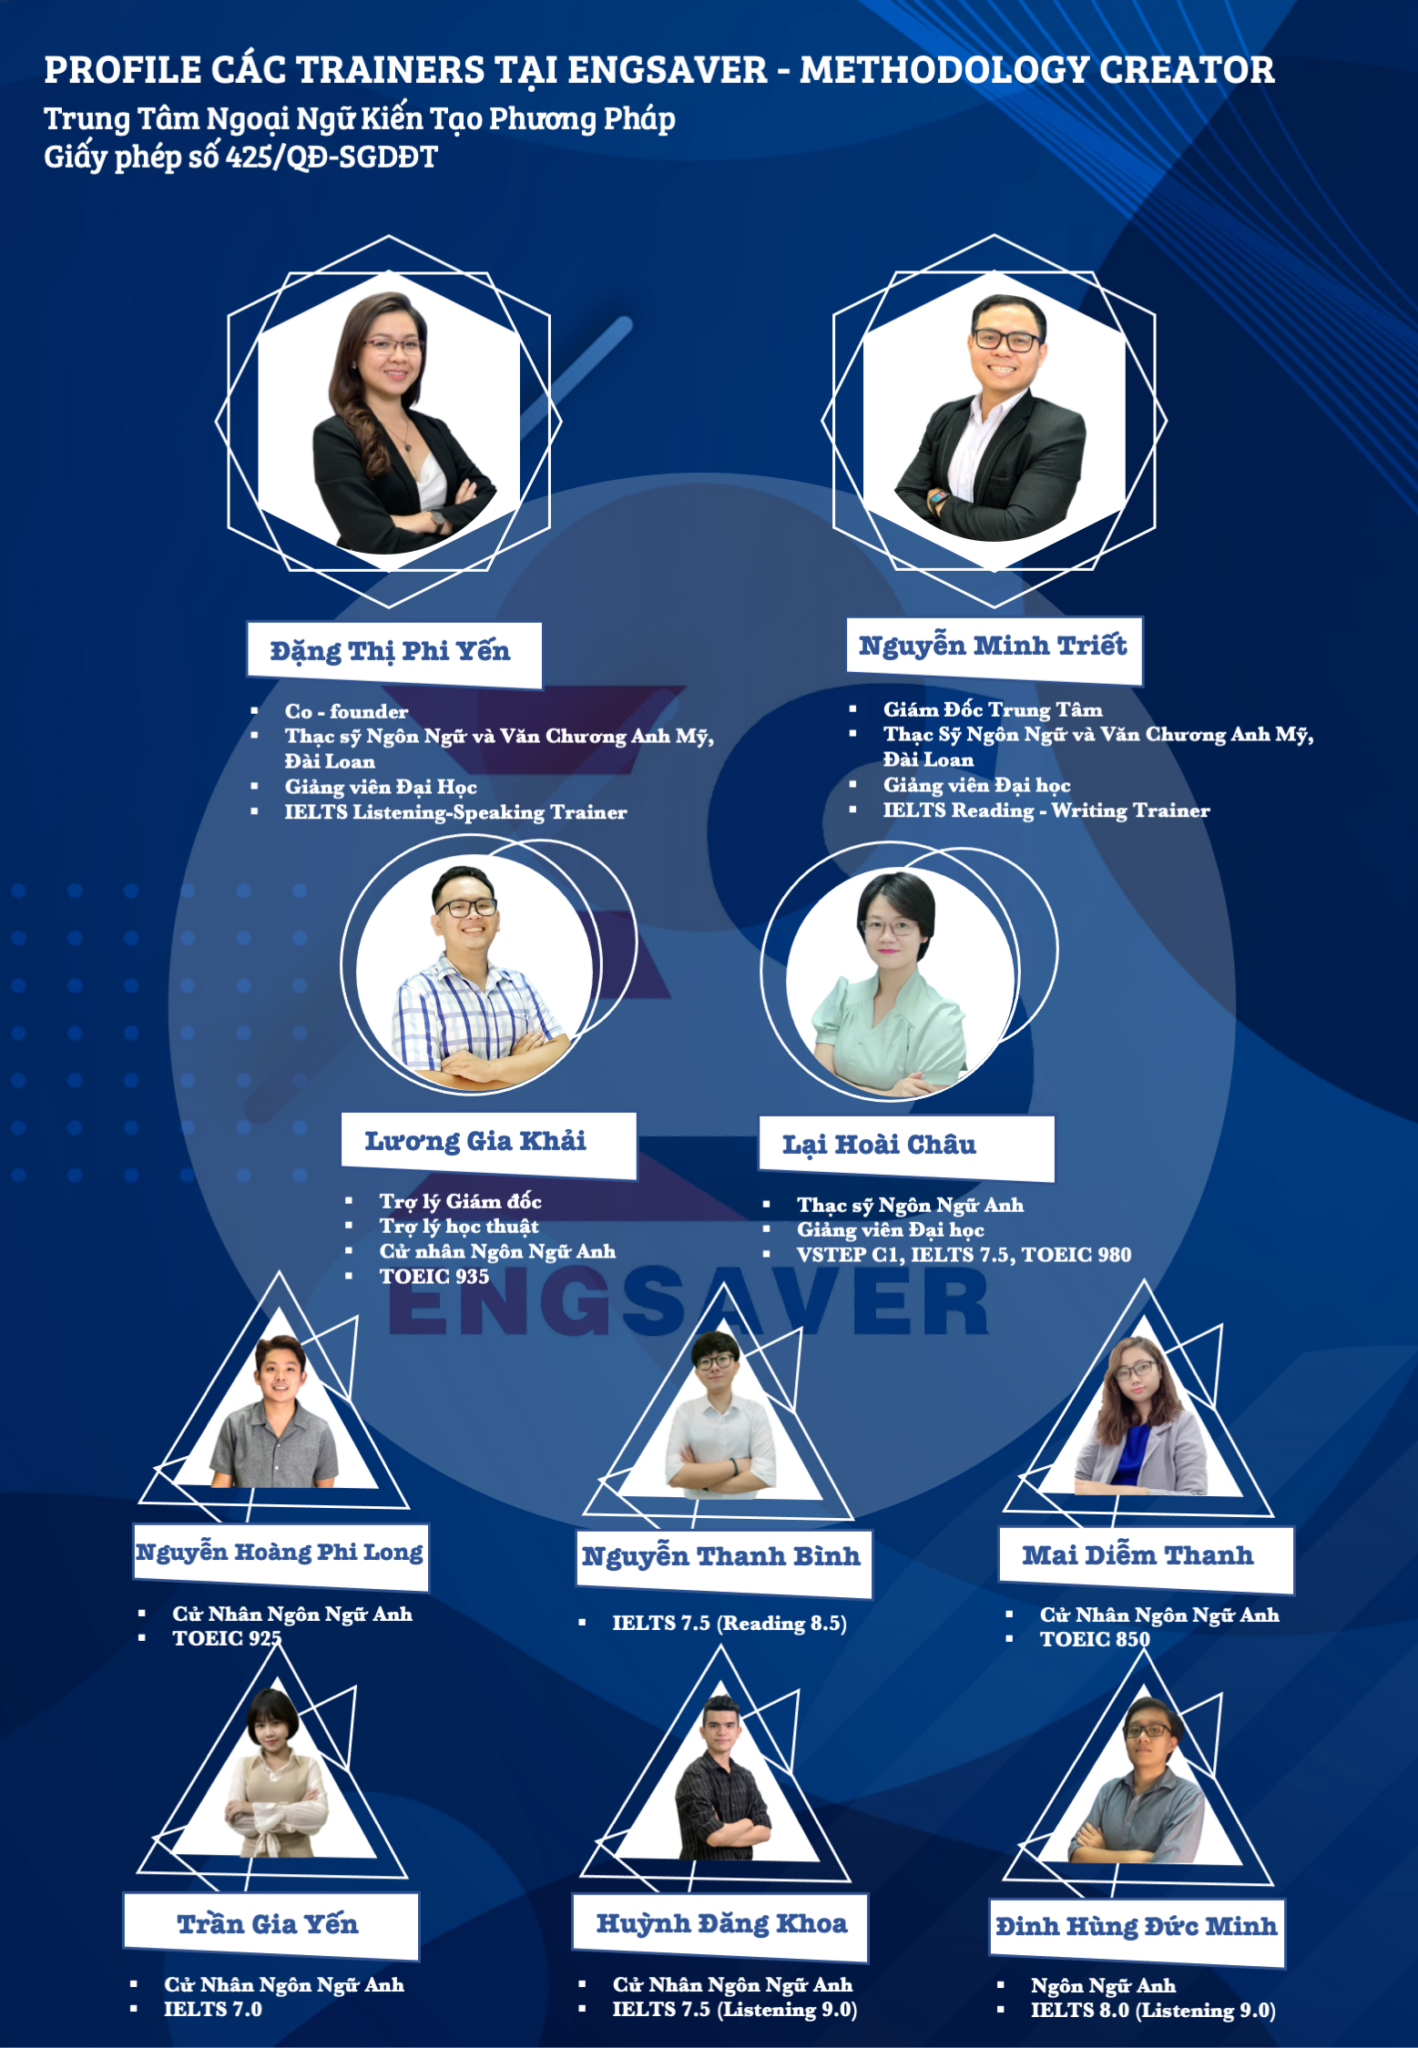 PROFILE CÁC TRAINERS TẠI ENGSAVER - METHODOLOGY CREATOR
Trung Tâm Ngoại Ngữ Kiến Tạo Phương Pháp
Giấy phép số 425/QĐ-SGDĐT
Đặng Thị Phi Yến
▪ Co - founder
▪ Thạc sỹ Ngôn Ngữ và Văn Chương Anh Mỹ,
Đài Loan
▪ Giảng viên Đại Học
▪ IELTS Listening-Speaking Trainer
Nguyễn Minh Triết
▪ Giám Đốc Trung Tâm
▪ Thạc Sỹ Ngôn Ngữ và Văn Chương Anh Mỹ,
Đài Loan
▪ Giảng viên Đại học
▪ IELTS Reading - Writing Trainer
Lương Gia Khải
▪ Trợ lý Giám đốc
▪ Trợ lý học thuật
▪ Cử nhân Ngôn Ngữ Anh
▪ TOEIC 935
Lại Hoài Châu
▪ Thạc sỹ Ngôn Ngữ Anh
▪ Giảng viên Đại học
▪ VSTEP C1, IELTS 7.5, TOEIC 980
ENGSAVER
Nguyễn Hoàng Phi Long
▪ Cử Nhân Ngôn Ngữ Anh
▪ TOEIC 925
Nguyễn Thanh Bình
▪ IELTS 7.5 (Reading 8.5)
Mai Diễm Thanh
▪ Cử Nhân Ngôn Ngữ Anh
▪ TOEIC 850
Trần Gia Yến
▪ Cử Nhân Ngôn Ngữ Anh
▪ IELTS 7.0
Huỳnh Đăng Khoa
▪ Cử Nhân Ngôn Ngữ Anh
▪ IELTS 7.5 (Listening 9.0)
Đinh Hùng Đức Minh
▪ Ngôn Ngữ Anh
▪ IELTS 8.0 (Listening 9.0)